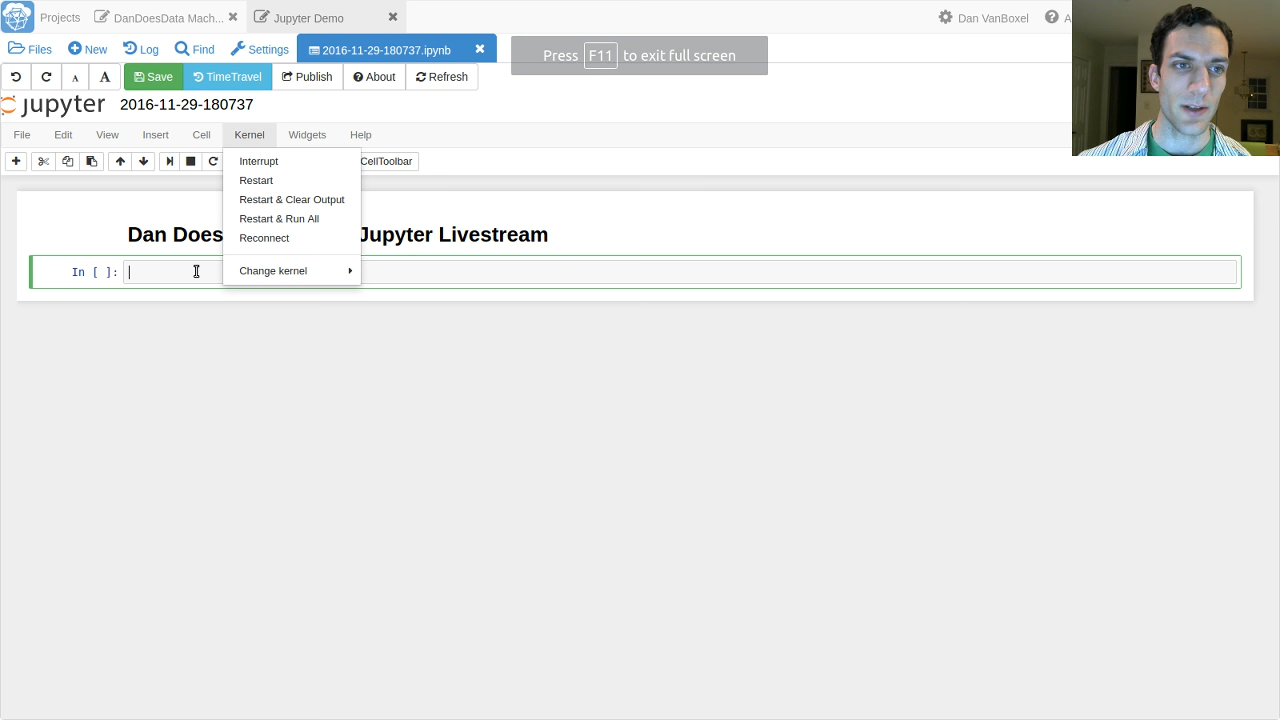 Projects DanDoesData Mach... Jupyter Demo Dan VanBoxel
Files New Log Find Settings 2016-11-29-180737.ipynb
Press F11 to exit full screen
A A Save TimeTravel Publish About Refresh
jupyter 2016-11-29-180737
File Edit View Insert Cell Kernel Widgets Help
CellToolbar
Interrupt
Restart
Restart & Clear Output
Restart & Run All
Reconnect
Change kernel
Dan Does Jupyter Livestream
In [ ]: